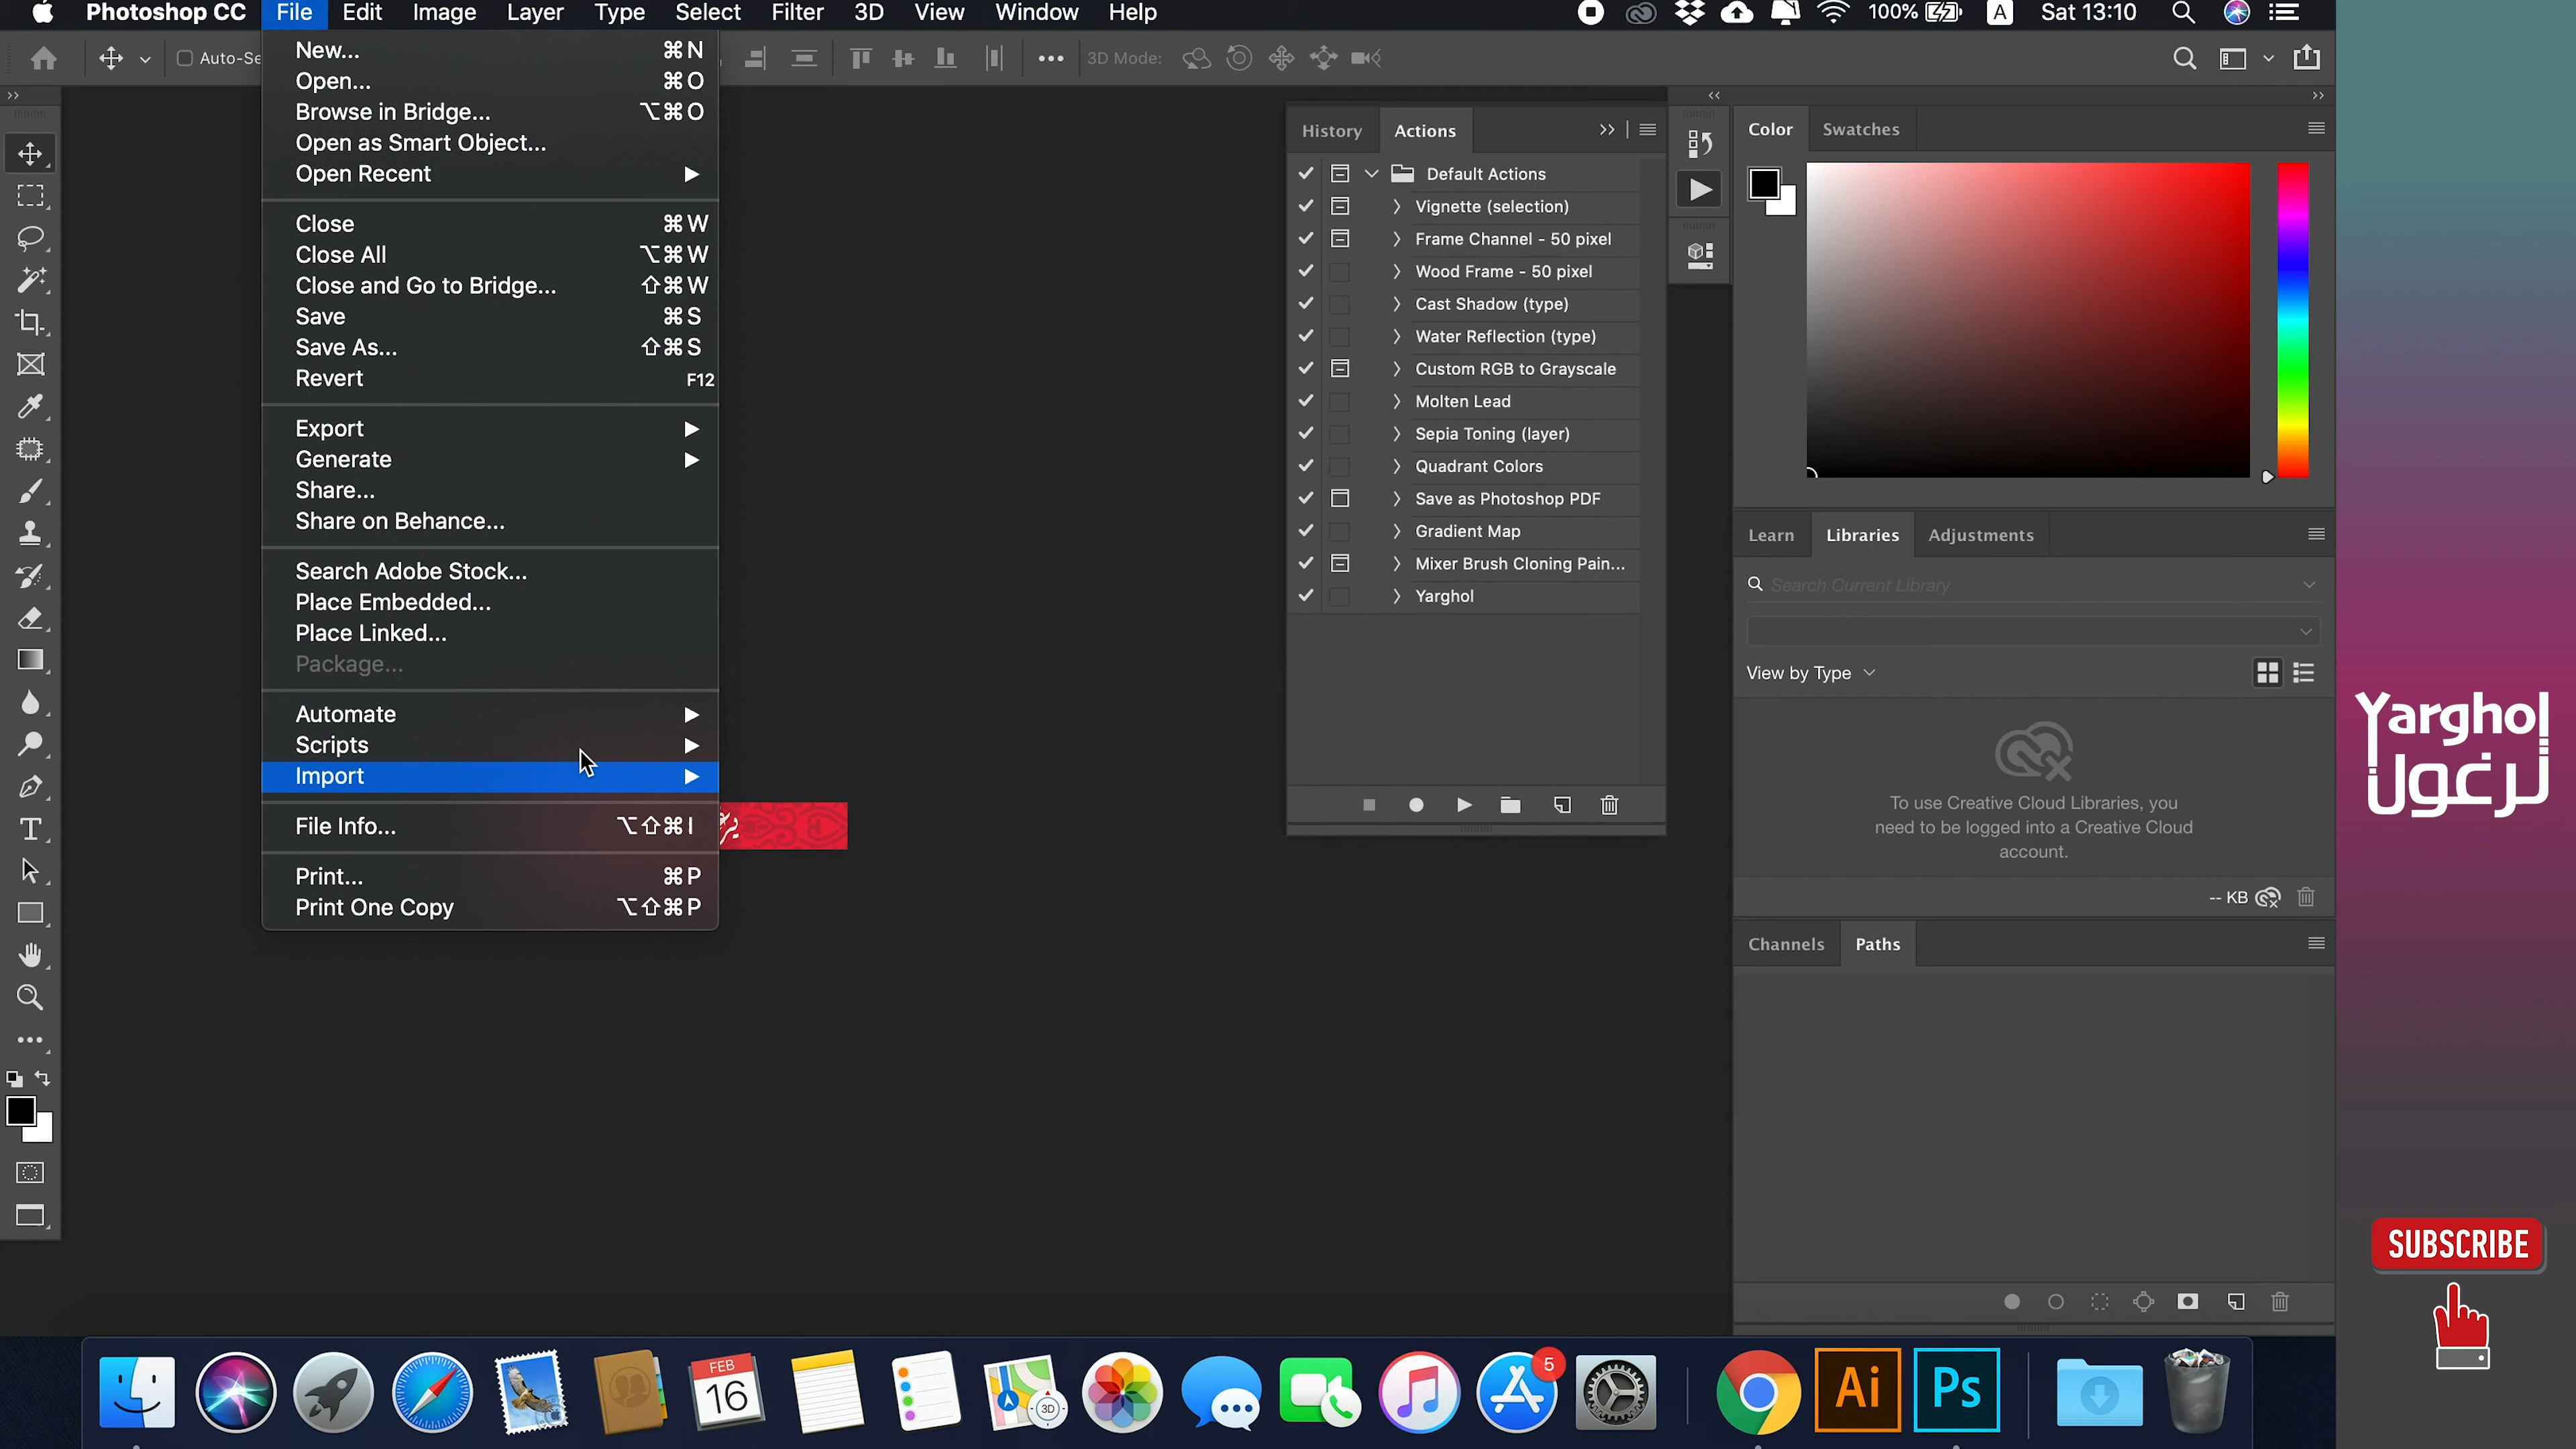 Photoshop CC File Edit Image Layer Type Select Filter 3D View Window Help 100% A Sat 13:10
Auto-Se 3D Mode:
New... ⌘N
Open... ⌘O
Browse in Bridge... ⌥⌘O
Open as Smart Object...
Open Recent
Close ⌘W
Close All ⌥⌘W
Close and Go to Bridge... ⇧⌘W
Save ⌘S
Save As... ⇧⌘S
Revert F12
Export
Generate
Share...
Share on Behance...
Search Adobe Stock...
Place Embedded...
Place Linked...
Package...
Automate
Scripts
Import
File Info... ⌥⇧⌘I
Print... ⌘P
Print One Copy ⌥⇧⌘P
History Actions
Default Actions
Vignette (selection)
Frame Channel - 50 pixel
Wood Frame - 50 pixel
Cast Shadow (type)
Water Reflection (type)
Custom RGB to Grayscale
Molten Lead
Sepia Toning (layer)
Quadrant Colors
Save as Photoshop PDF
Gradient Map
Mixer Brush Cloning Pain...
Yarghol
Color Swatches
Learn Libraries Adjustments
Search Current Library
View by Type
To use Creative Cloud Libraries, you
need to be logged into a Creative Cloud
account.
-- KB
Channels Paths
Yarghol
يرغول
SUBSCRIBE
FEB
16
3D
5
Ai
Ps